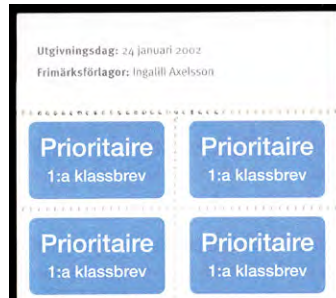 Utgivningsdag: 24 januari 2002
Frimärksförlagor: Ingalill Axelsson
Prioritaire Prioritaire
1:a klassbrev 1:a klassbrev
Prioritaire Prioritaire
1:a klassbrev 1:a klassbrev